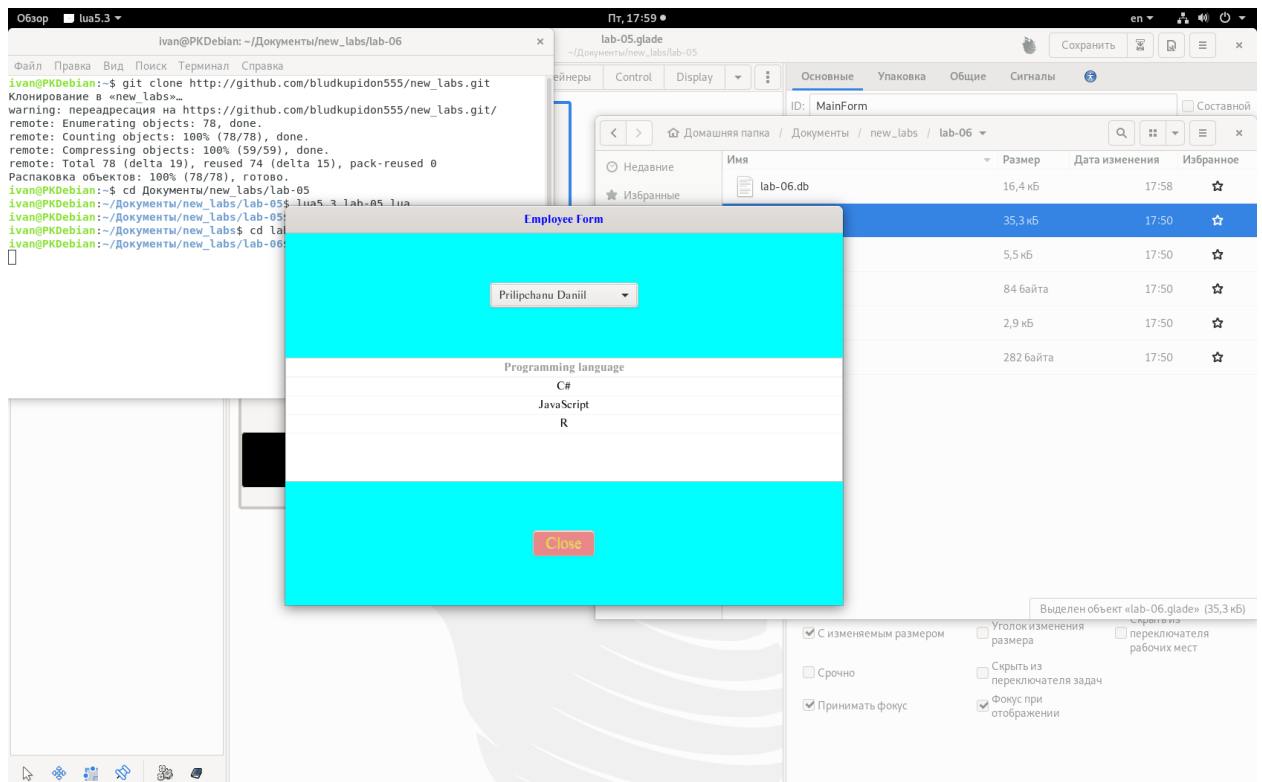 Обзор lua5.3 Пт, 17:59 en
ivan@PKDebian: ~/Документы/new_labs/lab-06
Файл Правка Вид Поиск Терминал Справка
ivan@PKDebian:~$ git clone http://github.com/bludkupidon555/new_labs.git
Клонирование в «new_labs»…
warning: переадресация на https://github.com/bludkupidon555/new_labs.git/
remote: Enumerating objects: 78, done.
remote: Counting objects: 100% (78/78), done.
remote: Compressing objects: 100% (59/59), done.
remote: Total 78 (delta 19), reused 74 (delta 15), pack-reused 0
Распаковка объектов: 100% (78/78), готово.
ivan@PKDebian:~$ cd Документы/new_labs/lab-05
ivan@PKDebian:~/Документы/new_labs/lab-05$ lua5.3 lab-05.lua
ivan@PKDebian:~/Документы/new_labs/lab-05$
ivan@PKDebian:~/Документы/new_labs$ cd
ivan@PKDebian:~/Документы/new_labs/lab-06$
lab-05.glade
~/Документы/new_labs/lab-05
Сохранить
Control Display
Основные Упаковка Общие Сигналы
ID: MainForm Составной
Домашняя папка / Документы / new_labs / lab-06
Недавние
Избранные
Имя Размер Дата изменения Избранное
lab-06.db 16,4 кБ 17:58
35,3 кБ 17:50
5,5 кБ 17:50
84 байта 17:50
2,9 кБ 17:50
282 байта 17:50
Employee Form
Prilipchanu Daniil
Programming language
C#
JavaScript
R
Close
Выделен объект «lab-06.glade» (35,3 кБ)
С изменяемым размером
Уголок изменения
размера
Скрыть из
переключателя
рабочих мест
Срочно
Скрыть из
переключателя задач
Принимать фокус
Фокус при
отображении